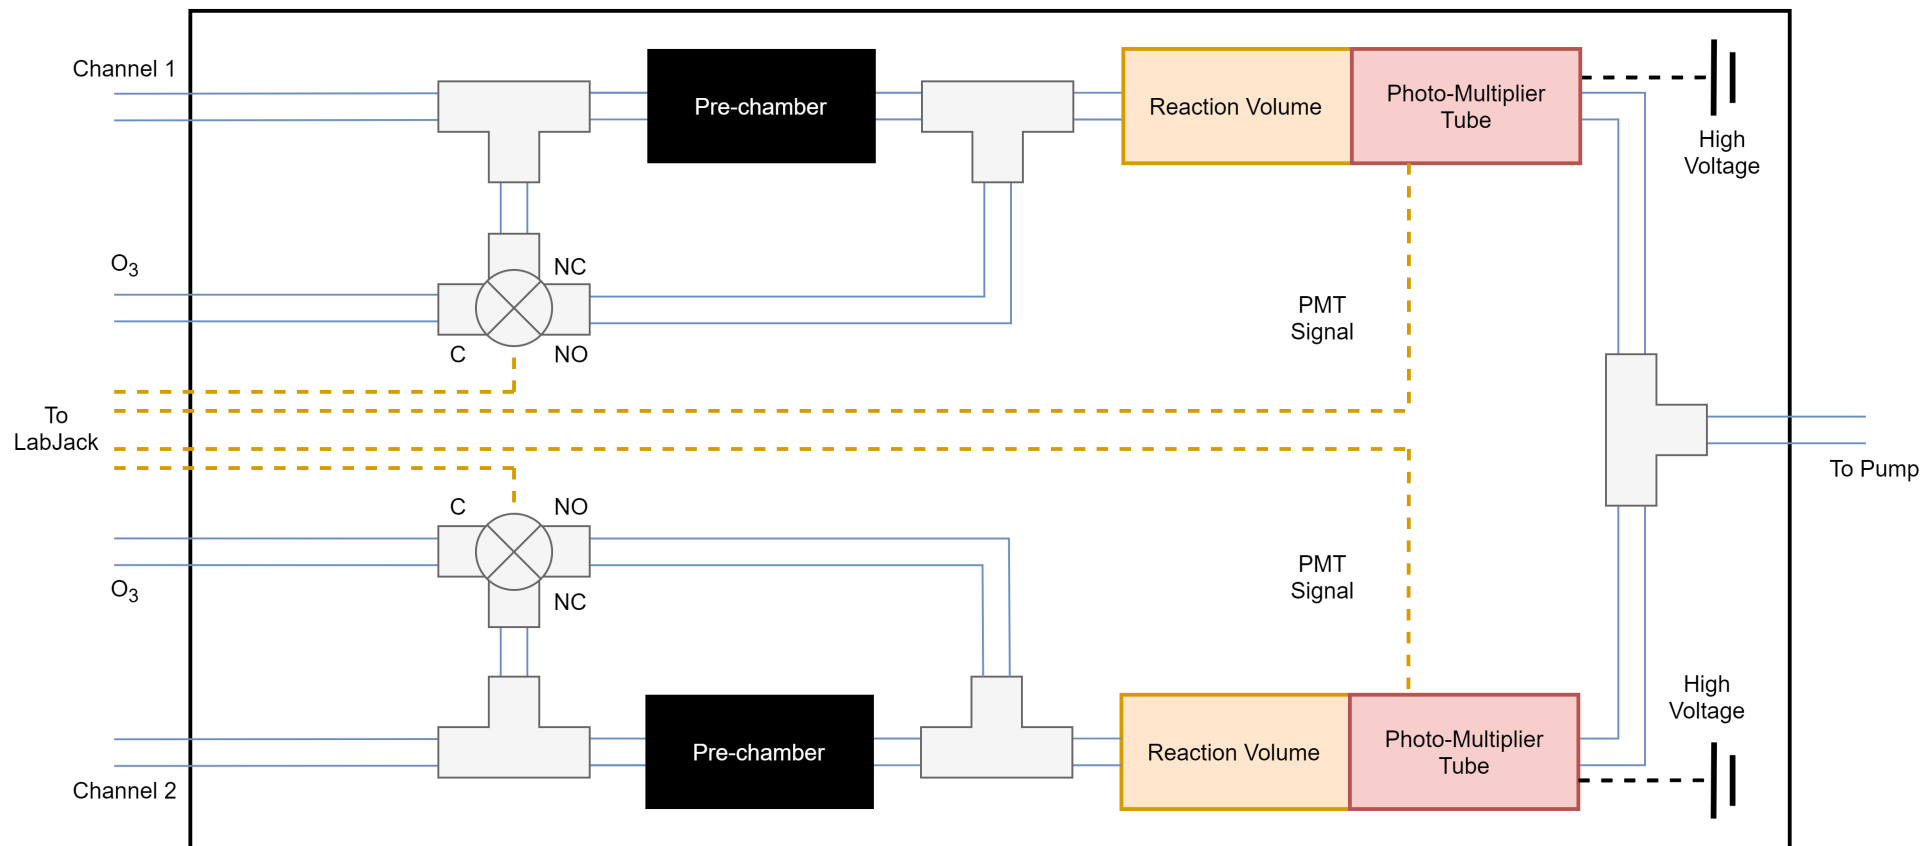 Channel 1
Pre-chamber
Reaction Volume
Photo-Multiplier
Tube
High
Voltage
O3
NC
C
NO
PMT
Signal
To
LabJack
To Pump
C
NO
O3
NC
PMT
Signal
Channel 2
Pre-chamber
Reaction Volume
Photo-Multiplier
Tube
High
Voltage